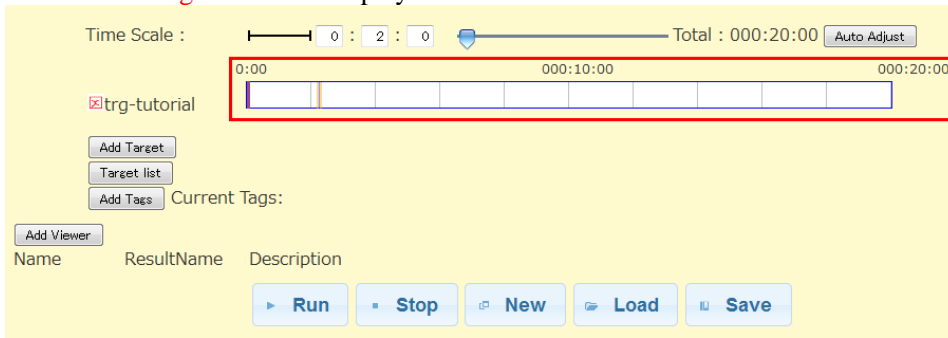 Time Scale : 0 : 2 : 0 Total : 000:20:00 Auto Adjust
0:00 000:10:00 000:20:00
trg-tutorial
Add Target
Target list
Add Tags Current Tags:
Add Viewer
Name ResultName Description
Run Stop New Load Save